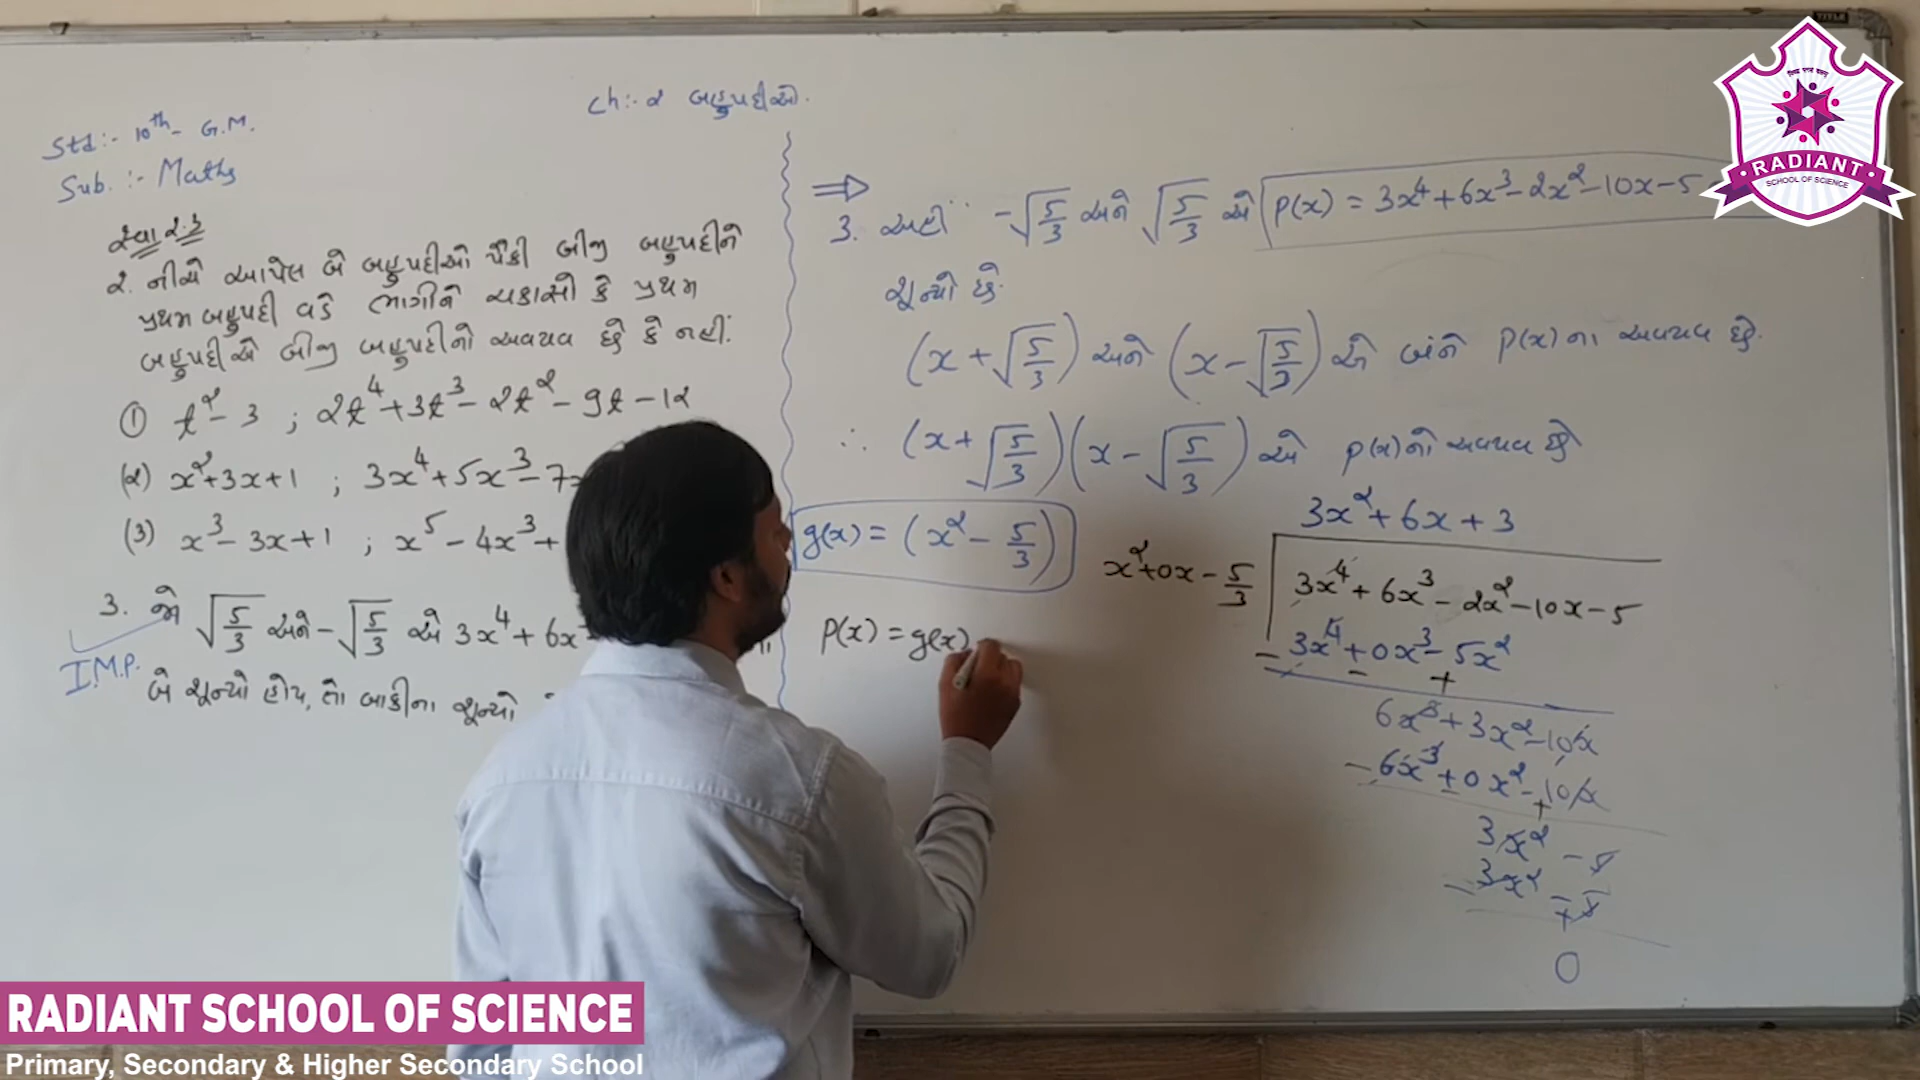 Std:- 10th - G.M.
Sub. :- Maths
Ch:- ૨ બહુપદીઓ.
સ્વા ૨.૩
૨. નીચે આપેલ બે બહુપદીઓ પૈકી બીજી બહુપદીને
પ્રથમ બહુપદી વડે ભાગીને ચકાસો કે પ્રથમ
બહુપદી એ બીજી બહુપદીનો અવયવ છે કે નહીં.
① t² - 3 ; 2t⁴ + 3t³ - 2t² - 9t - 12
(૨) x² + 3x + 1 ; 3x⁴ + 5x³ - 7
(3) x³ - 3x + 1 ; x⁵ - 4x³ +
3. જો √5/3 અને -√5/3 એ 3x⁴ + 6x
I.M.P.
બે શૂન્યો હોય, તો બાકીના શૂન્યો
⇒
3. અહીં -√5/3 અને √5/3 એ P(x) = 3x⁴ + 6x³ - 2x² - 10x - 5
શૂન્યો છે.
(x + √5/3) અને (x - √5/3) એ બંને P(x) ના અવયવ છે.
∴ (x + √5/3)(x - √5/3) એ P(x) નો અવયવ છે
g(x) = (x² - 5/3)
P(x) = g(x)
3x² + 6x + 3
x² + 0x - 5/3 3x⁴ + 6x³ - 2x² - 10x - 5
3x⁴ + 0x³ - 5x²
- - +
6x³ + 3x² - 10x
6x³ + 0x² - 10x
- - +
3x² - 5
3x² - 5
- +
0
RADIANT
SCHOOL OF SCIENCE
RADIANT SCHOOL OF SCIENCE
Primary, Secondary & Higher Secondary School